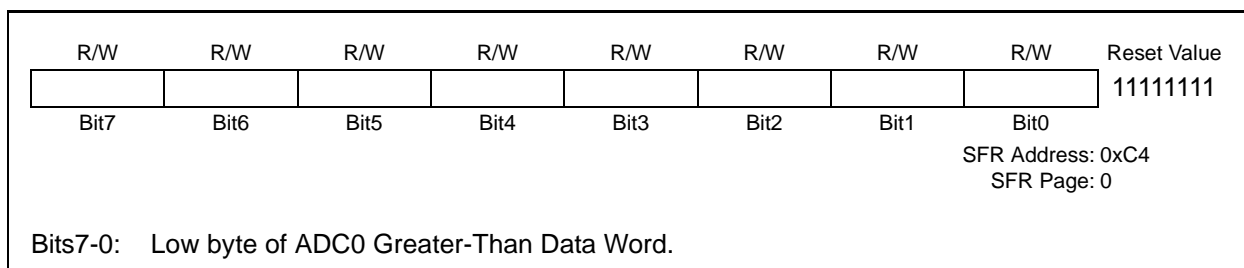 R/W R/W R/W R/W R/W R/W R/W R/W Reset Value
11111111
Bit7 Bit6 Bit5 Bit4 Bit3 Bit2 Bit1 Bit0
SFR Address: 0xC4
SFR Page: 0
Bits7-0: Low byte of ADC0 Greater-Than Data Word.